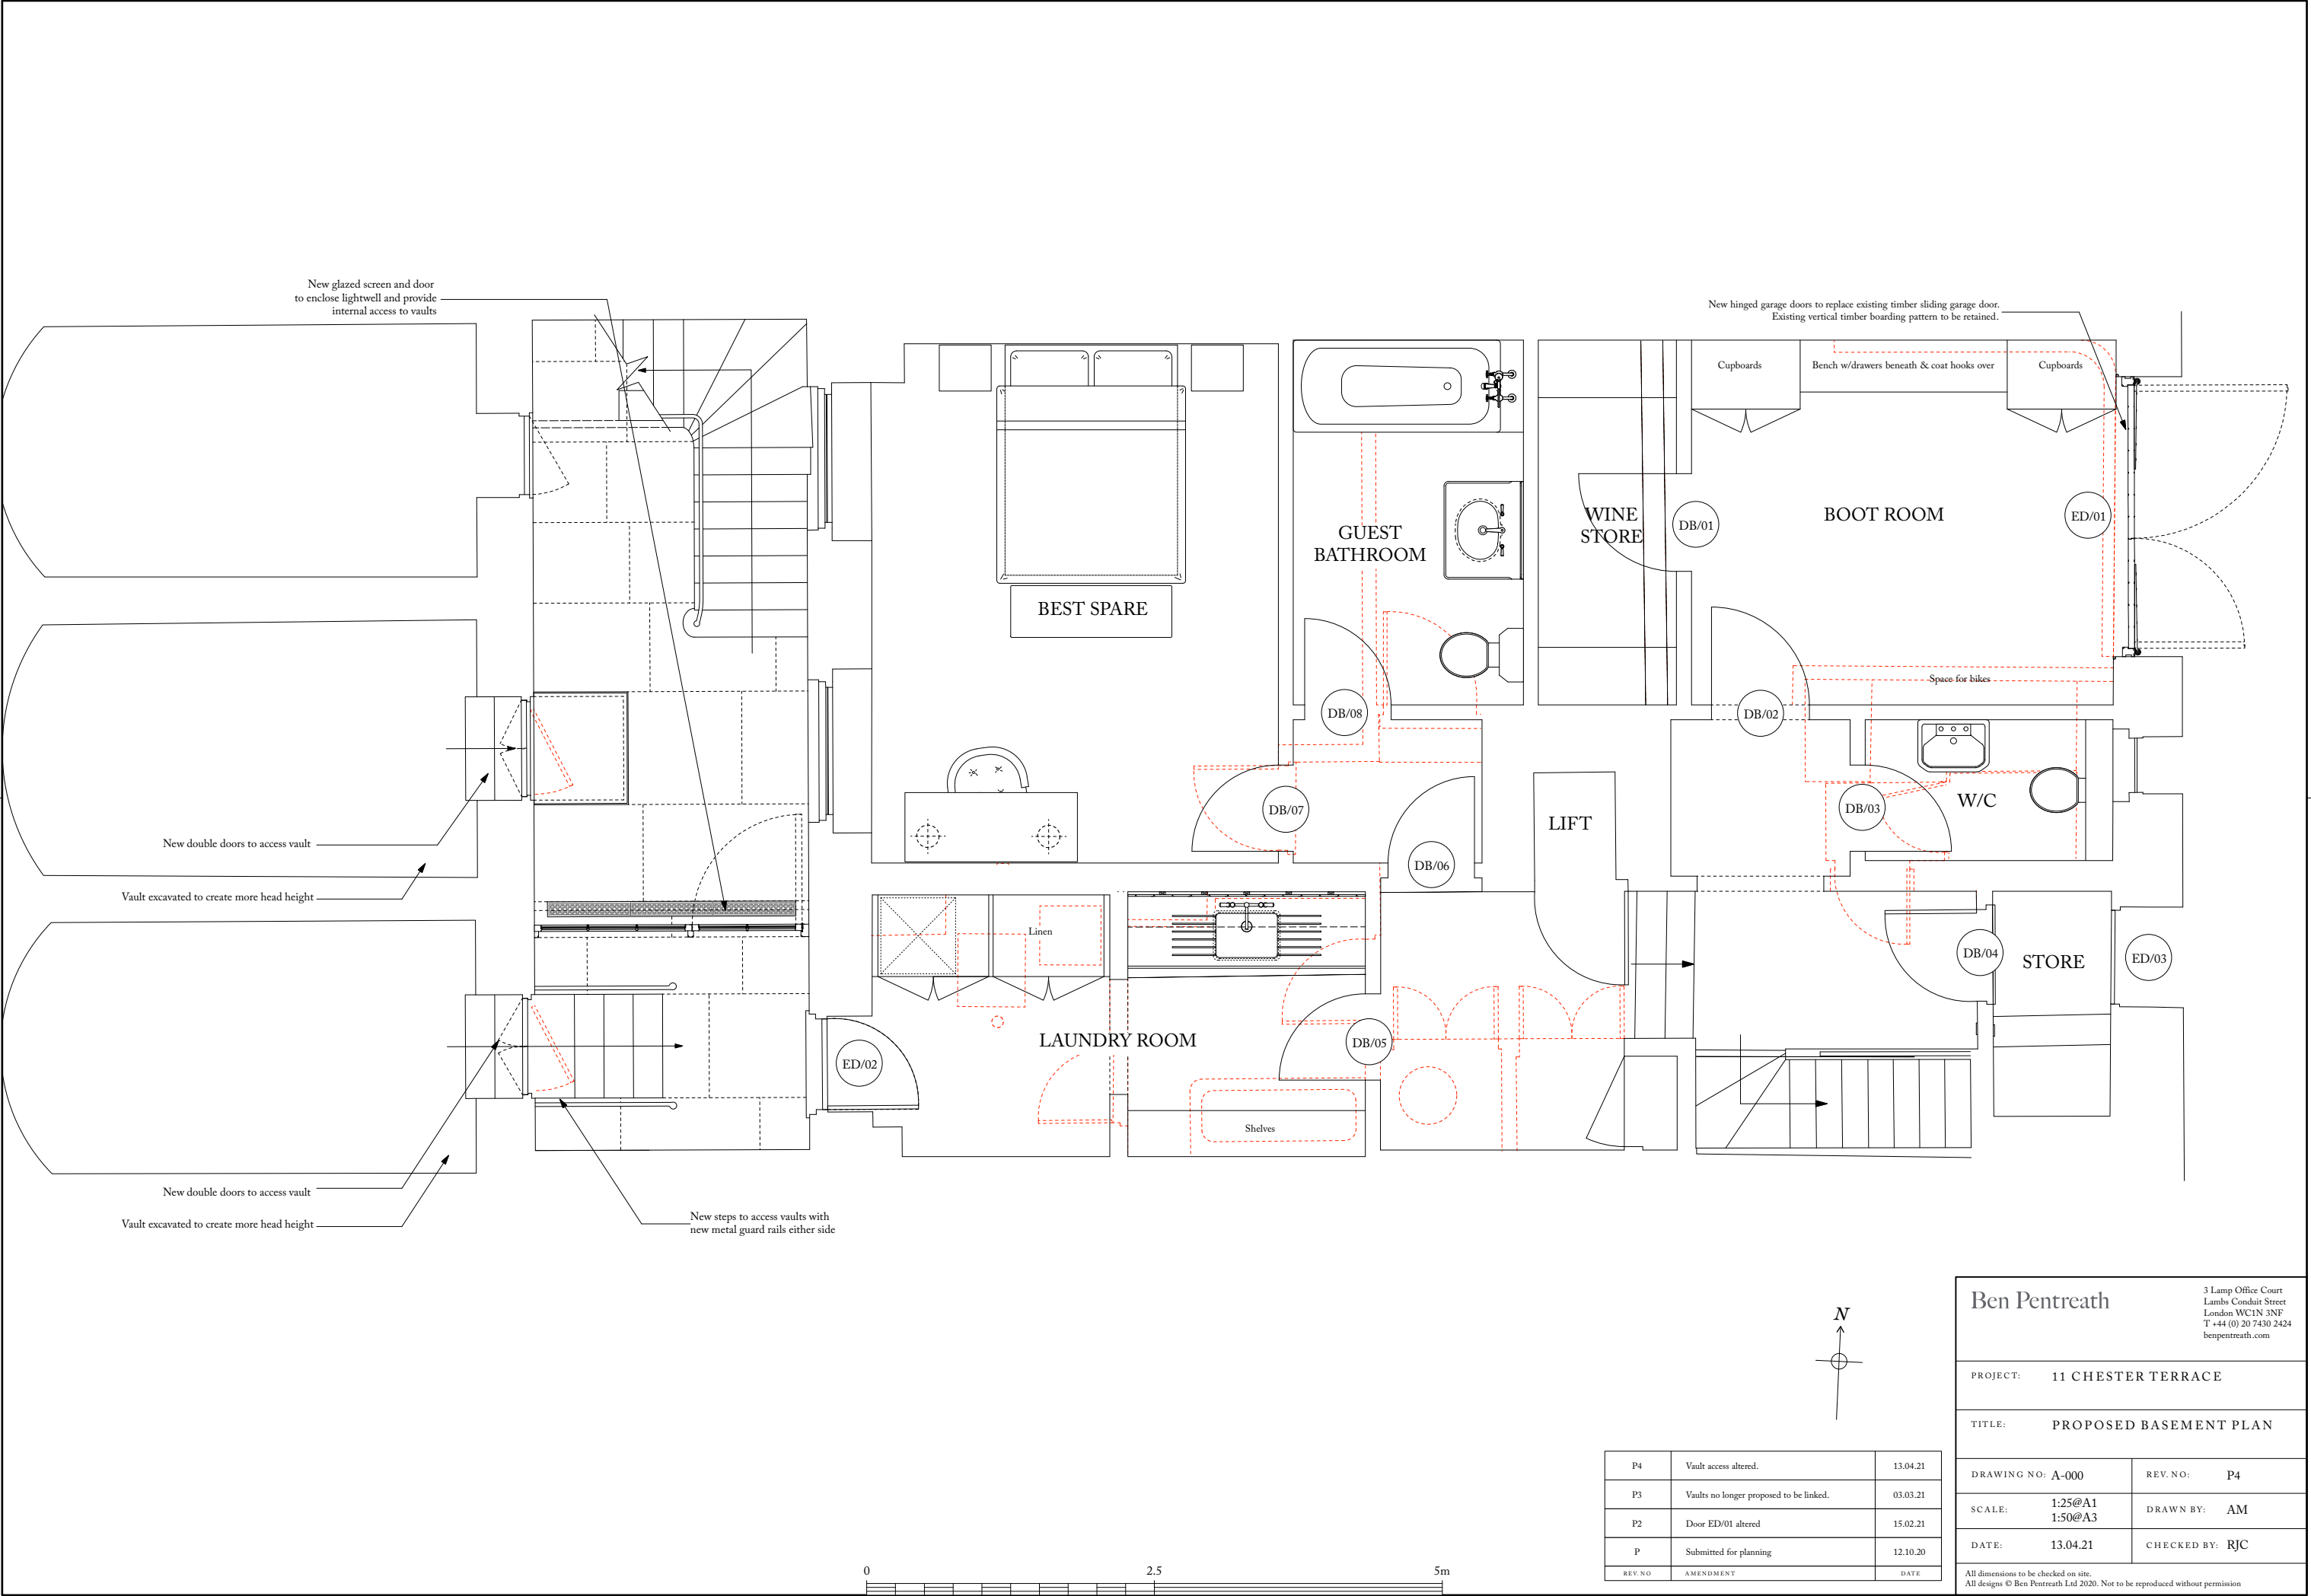 New glazed screen and door
to enclose lightwell and provide
internal access to vaults
New hinged garage doors to replace existing timber sliding garage door.
Existing vertical timber boarding pattern to be retained.
Cupboards
Bench w/drawers beneath & coat hooks over
Cupboards
WINE
STORE
DB/01
BOOT ROOM
ED/01
GUEST
BATHROOM
BEST SPARE
Space for bikes
DB/08
DB/02
DB/07
DB/03
W/C
LIFT
DB/06
New double doors to access vault
Vault excavated to create more head height
Linen
DB/04
STORE
ED/03
LAUNDRY ROOM
DB/05
ED/02
Shelves
New double doors to access vault
Vault excavated to create more head height
New steps to access vaults with
new metal guard rails either side
N
0
2.5
5m
P4 Vault access altered. 13.04.21
P3 Vaults no longer proposed to be linked. 03.03.21
P2 Door ED/01 altered 15.02.21
P Submitted for planning 12.10.20
REV. NO AMENDMENT DATE
Ben Pentreath
3 Lamp Office Court
Lambs Conduit Street
London WC1N 3NF
T +44 (0) 20 7430 2424
benpentreath.com
PROJECT: 11 CHESTER TERRACE
TITLE: PROPOSED BASEMENT PLAN
DRAWING NO: A-000 REV. NO: P4
SCALE: 1:25@A1
1:50@A3
DRAWN BY: AM
DATE: 13.04.21 CHECKED BY: RJC
All dimensions to be checked on site.
All designs © Ben Pentreath Ltd 2020. Not to be reproduced without permission